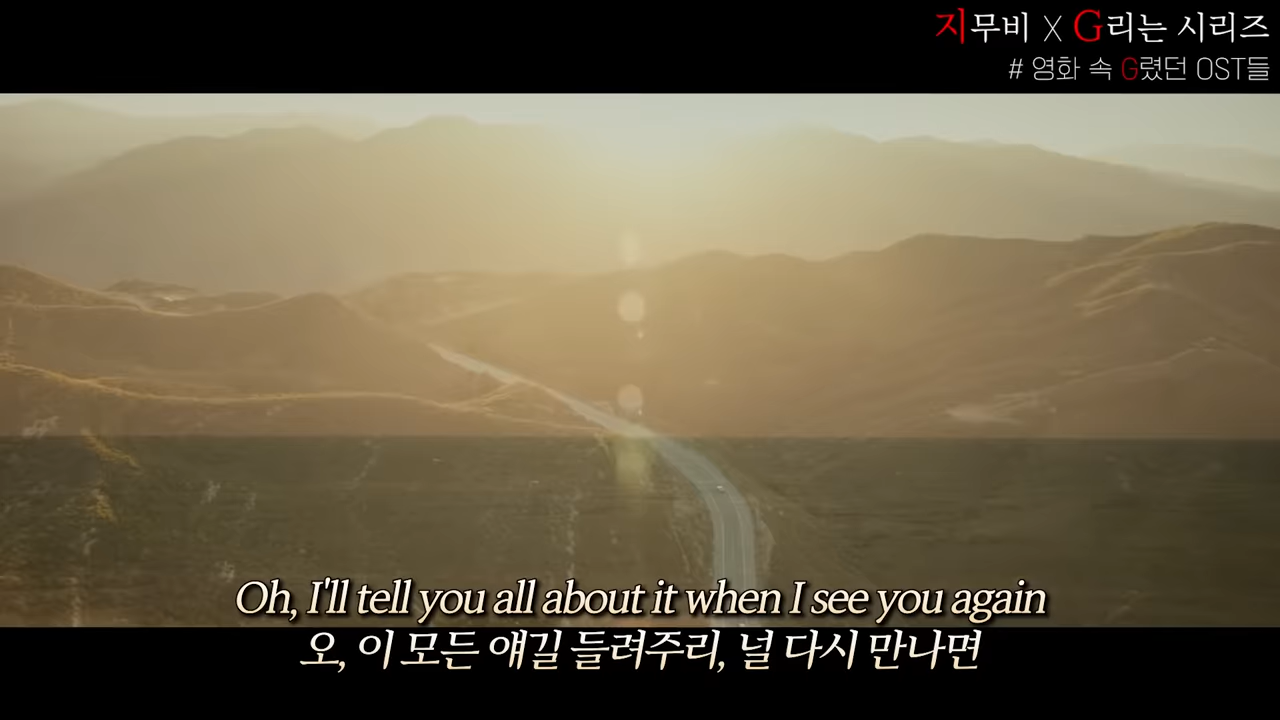 지무비 X G리는 시리즈
# 영화 속 G렸던 OST들
Oh, I'll tell you all about it when I see you again
오, 이 모든 얘길 들려주리, 널 다시 만나면